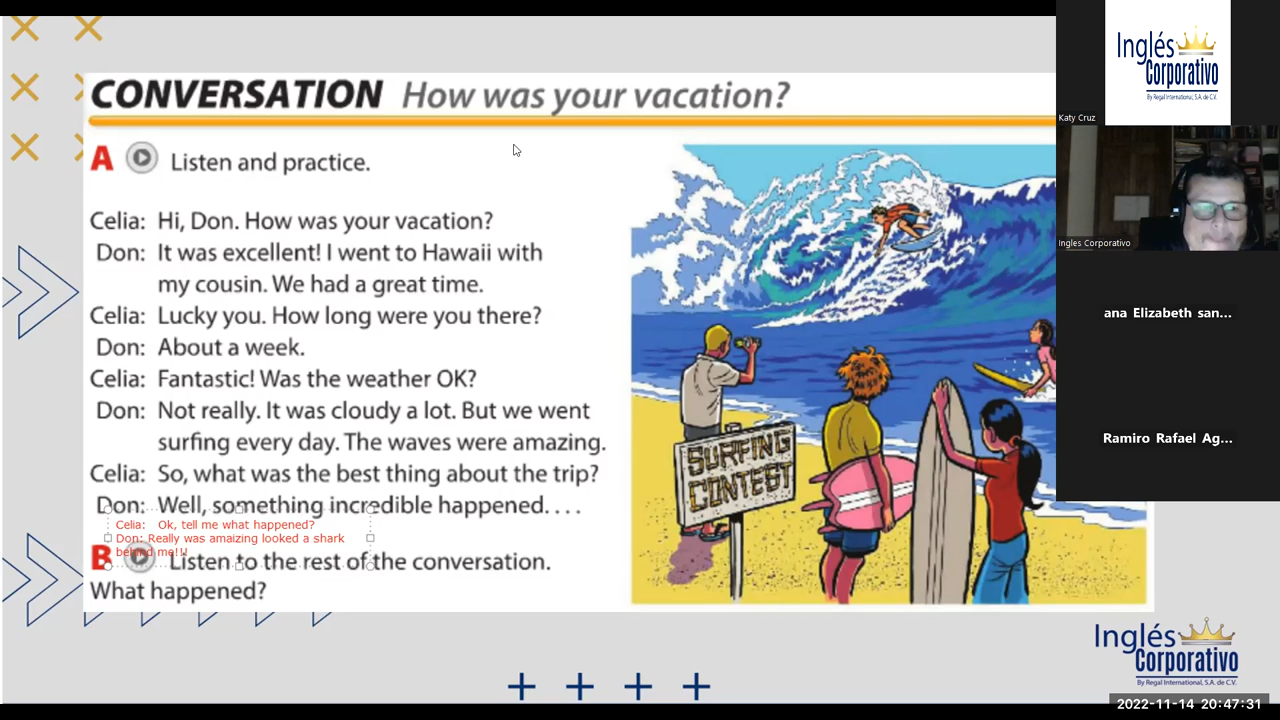 CONVERSATION How was your vacation?
A Listen and practice.
Celia: Hi, Don. How was your vacation?
Don: It was excellent! I went to Hawaii with
my cousin. We had a great time.
Celia: Lucky you. How long were you there?
Don: About a week.
Celia: Fantastic! Was the weather OK?
Don: Not really. It was cloudy a lot. But we went
surfing every day. The waves were amazing.
Celia: So, what was the best thing about the trip?
Don: Well, something incredible happened. . . .
Celia: Ok, tell me what happened?
Don: Really was amaizing looked a shark
behind me!!!
B Listen to the rest of the conversation.
What happened?
SURFING
CONTEST
Inglés
Corporativo
By Regal International, S.A. de C.V.
Katy Cruz
Ingles Corporativo
ana Elizabeth san...
Ramiro Rafael Ag...
Inglés
Corporativo
By Regal International, S.A. de C.V.
2022-11-14 20:47:31